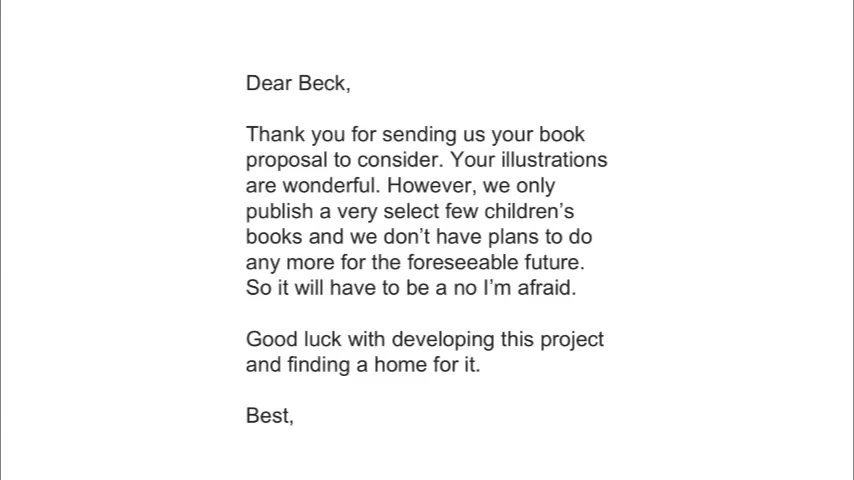 Dear Beck,
Thank you for sending us your book
proposal to consider. Your illustrations
are wonderful. However, we only
publish a very select few children’s
books and we don’t have plans to do
any more for the foreseeable future.
So it will have to be a no I’m afraid.
Good luck with developing this project
and finding a home for it.
Best,